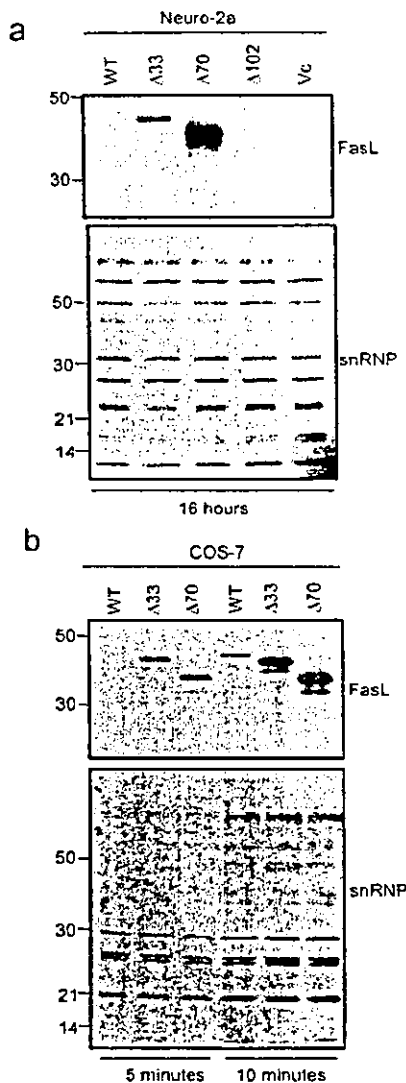 a
Neuro-2a
WT Δ33 Δ70 Δ102 Vc
50
30
FasL
50
30
21
14
snRNP
16 hours
b
COS-7
WT Δ33 Δ70 WT Δ33 Δ70
50
30
FasL
50
30
21
14
snRNP
5 minutes 10 minutes